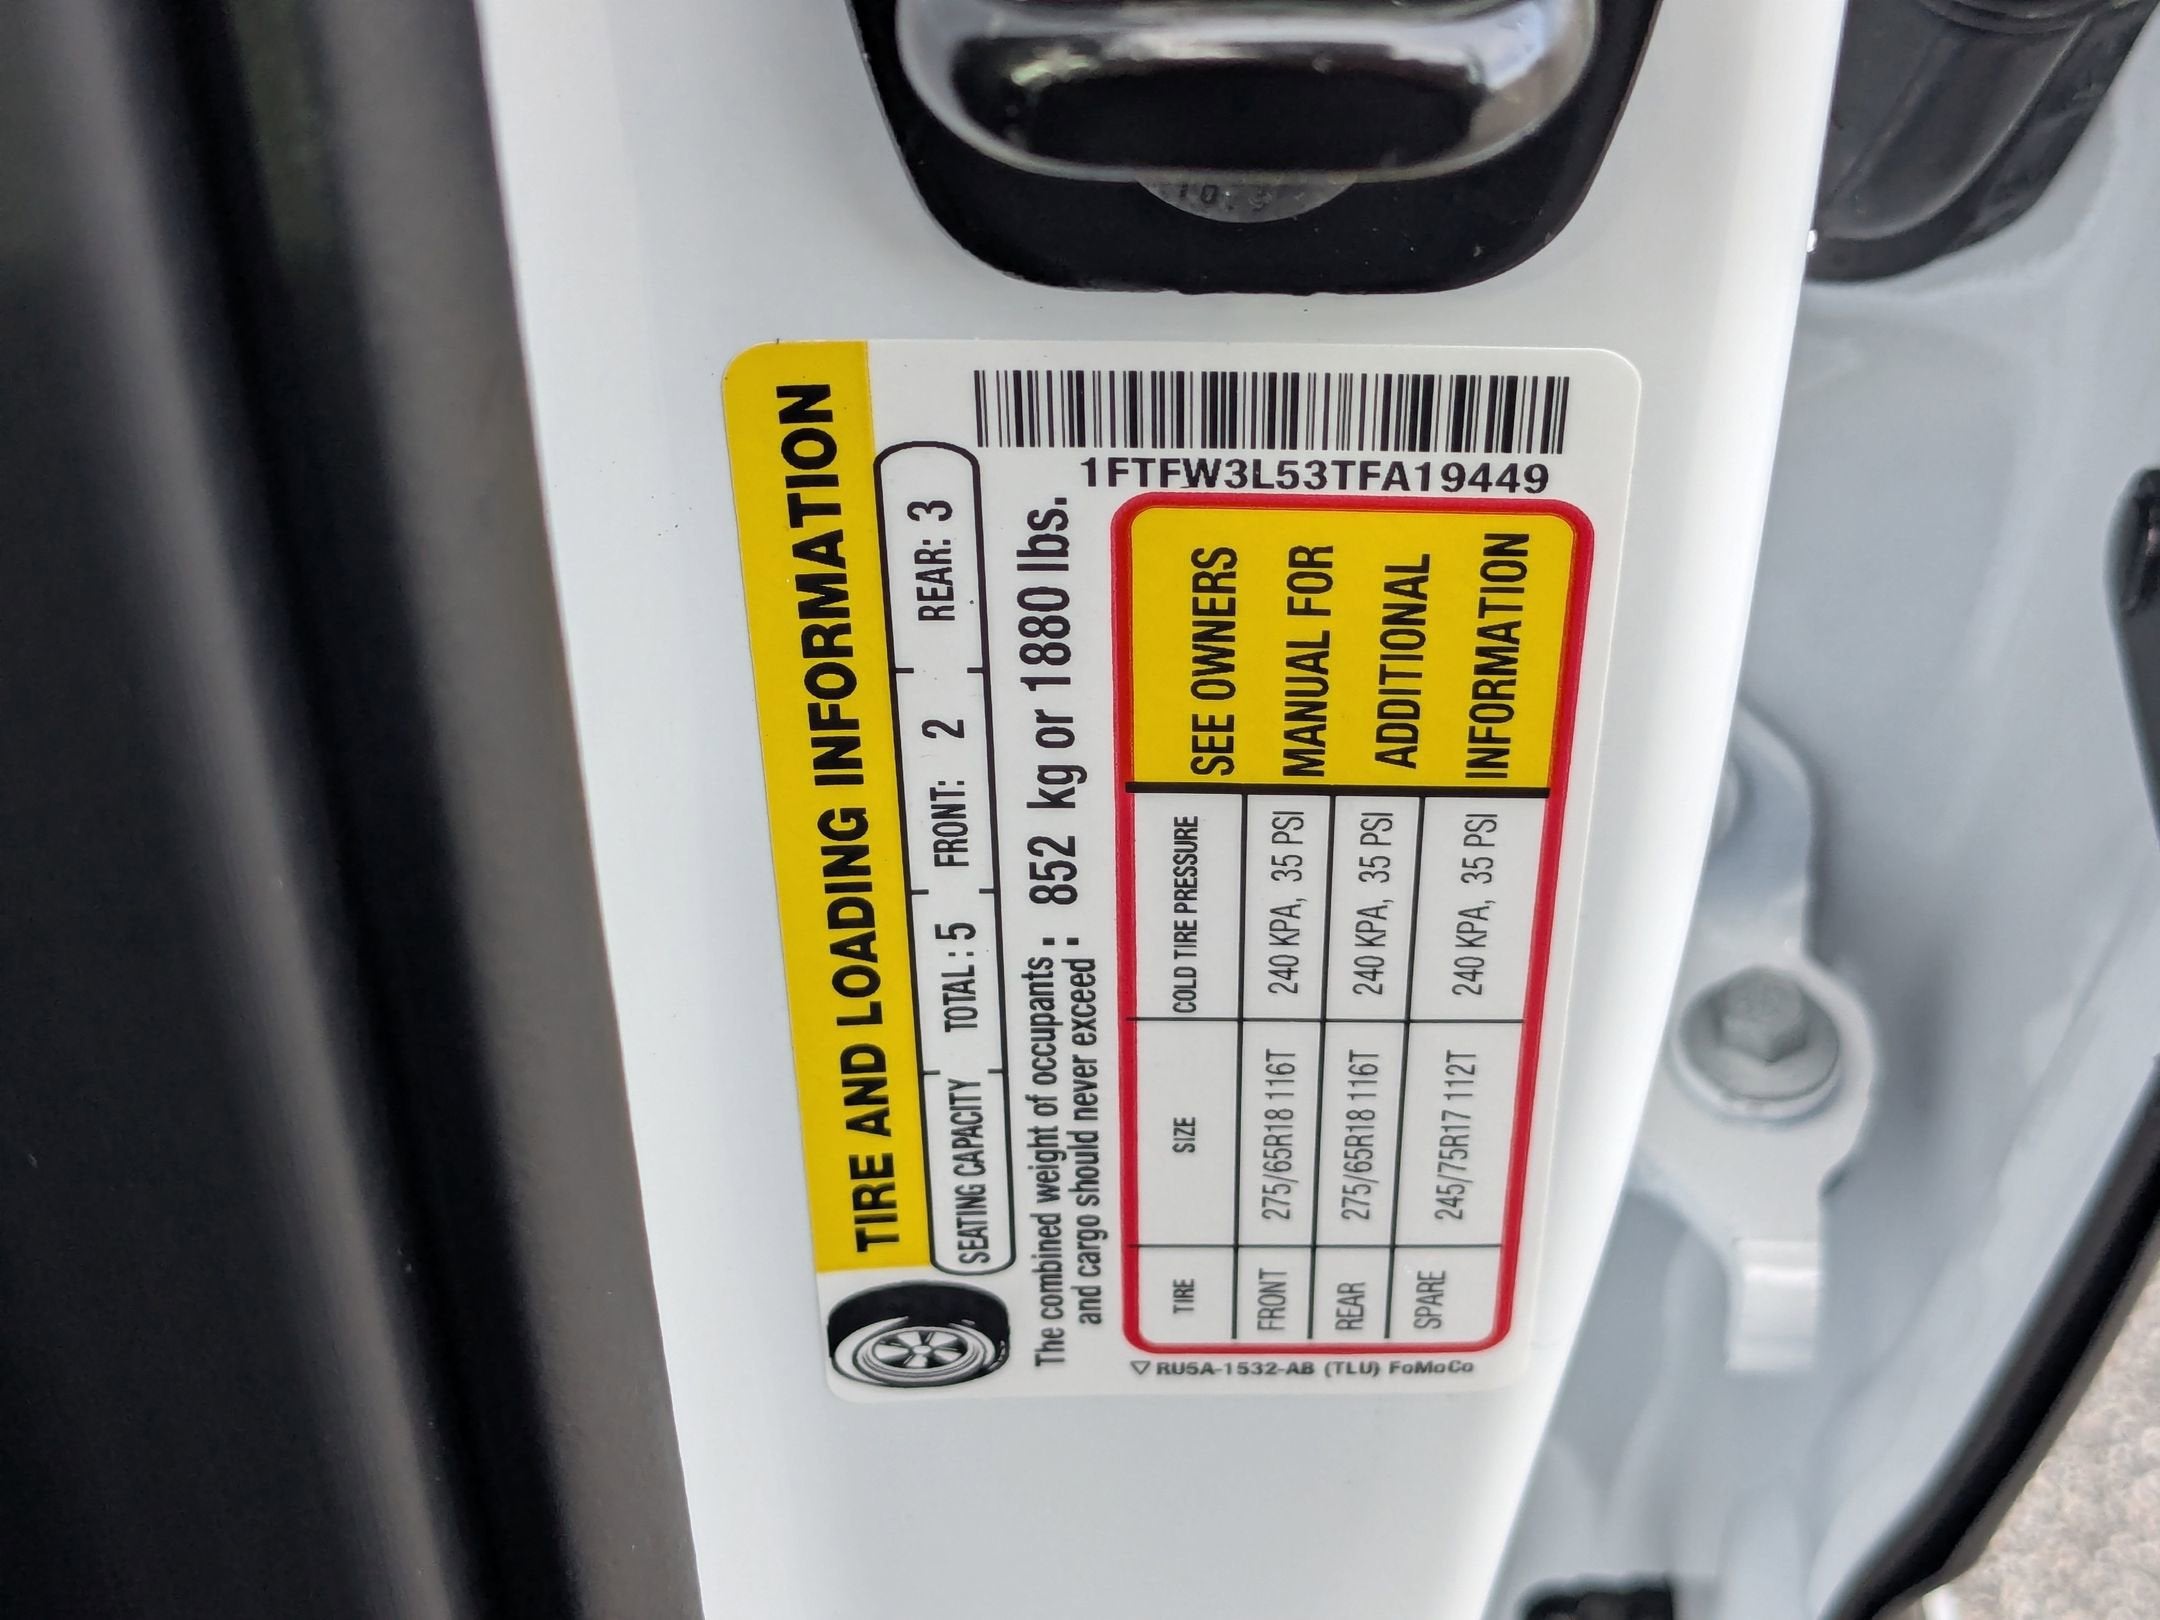 TIRE AND LOADING INFORMATION
SEATING CAPACITY TOTAL: 5 FRONT: 2 REAR: 3
The combined weight of occupants : 852 kg or 1880 lbs.
and cargo should never exceed :
1FTFW3L53TFA19449
TIRE SIZE COLD TIRE PRESSURE
FRONT 275/65R18 116T 240 KPA, 35 PSI
REAR 275/65R18 116T 240 KPA, 35 PSI
SPARE 245/75R17 112T 240 KPA, 35 PSI
SEE OWNERS
MANUAL FOR
ADDITIONAL
INFORMATION
RU5A-1532-AB (TLU) FoMoCo